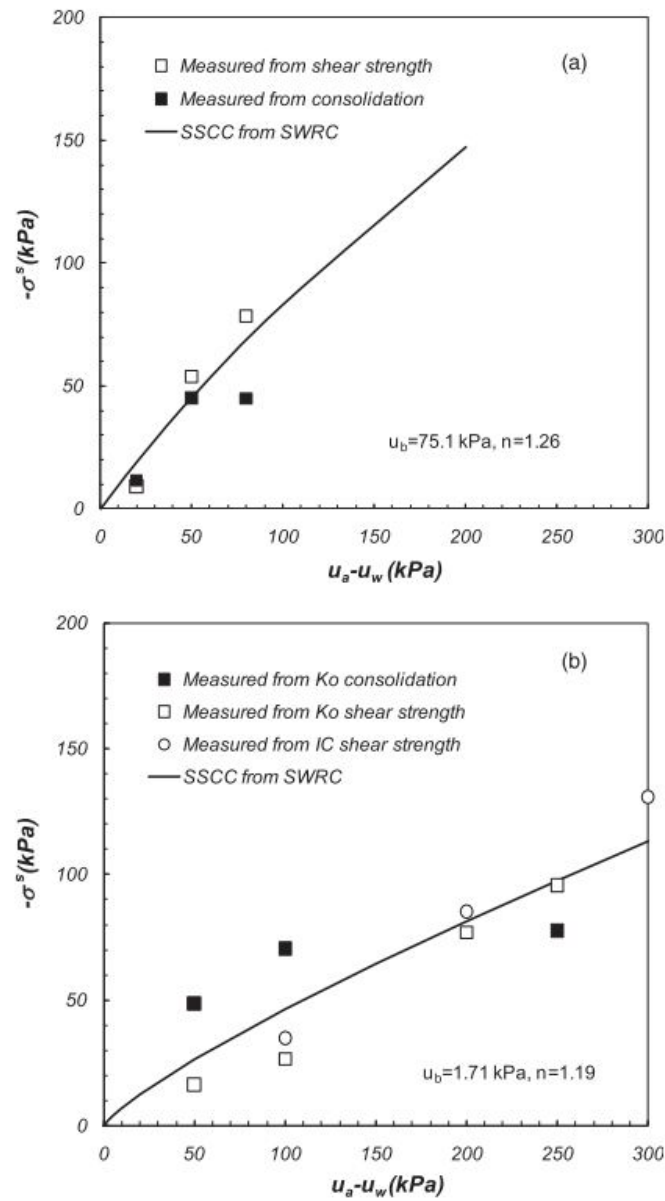 200
(a)
Measured from shear strength
Measured from consolidation
150
SSCC from SWRC
-σˢ (kPa)
100
50
u_b=75.1 kPa, n=1.26
0
0 50 100 150 200 250 300
u_a-u_w (kPa)
200
(b)
Measured from Ko consolidation
Measured from Ko shear strength
150
Measured from IC shear strength
SSCC from SWRC
-σˢ (kPa)
100
50
u_b=1.71 kPa, n=1.19
0
0 50 100 150 200 250 300
u_a-u_w (kPa)